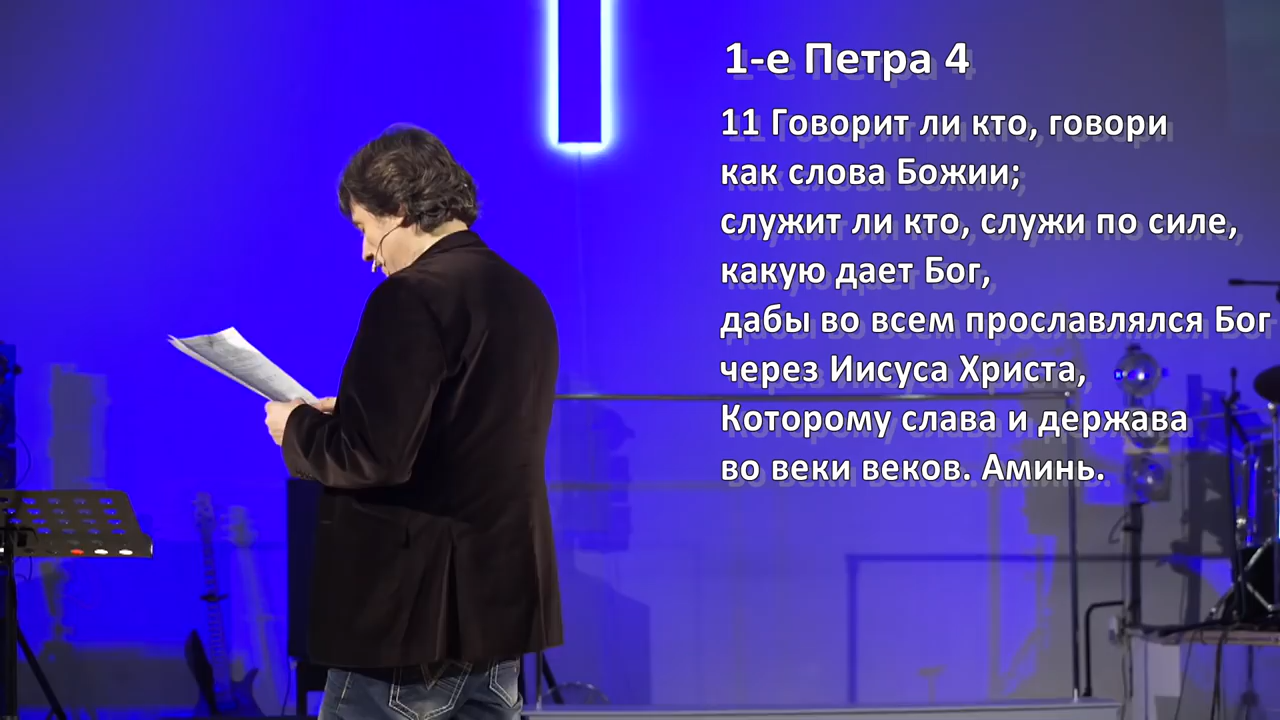 1-е Петра 4
11 Говорит ли кто, говори
как слова Божии;
служит ли кто, служи по силе,
какую дает Бог,
дабы во всем прославлялся Бог
через Иисуса Христа,
Которому слава и держава
во веки веков. Аминь.